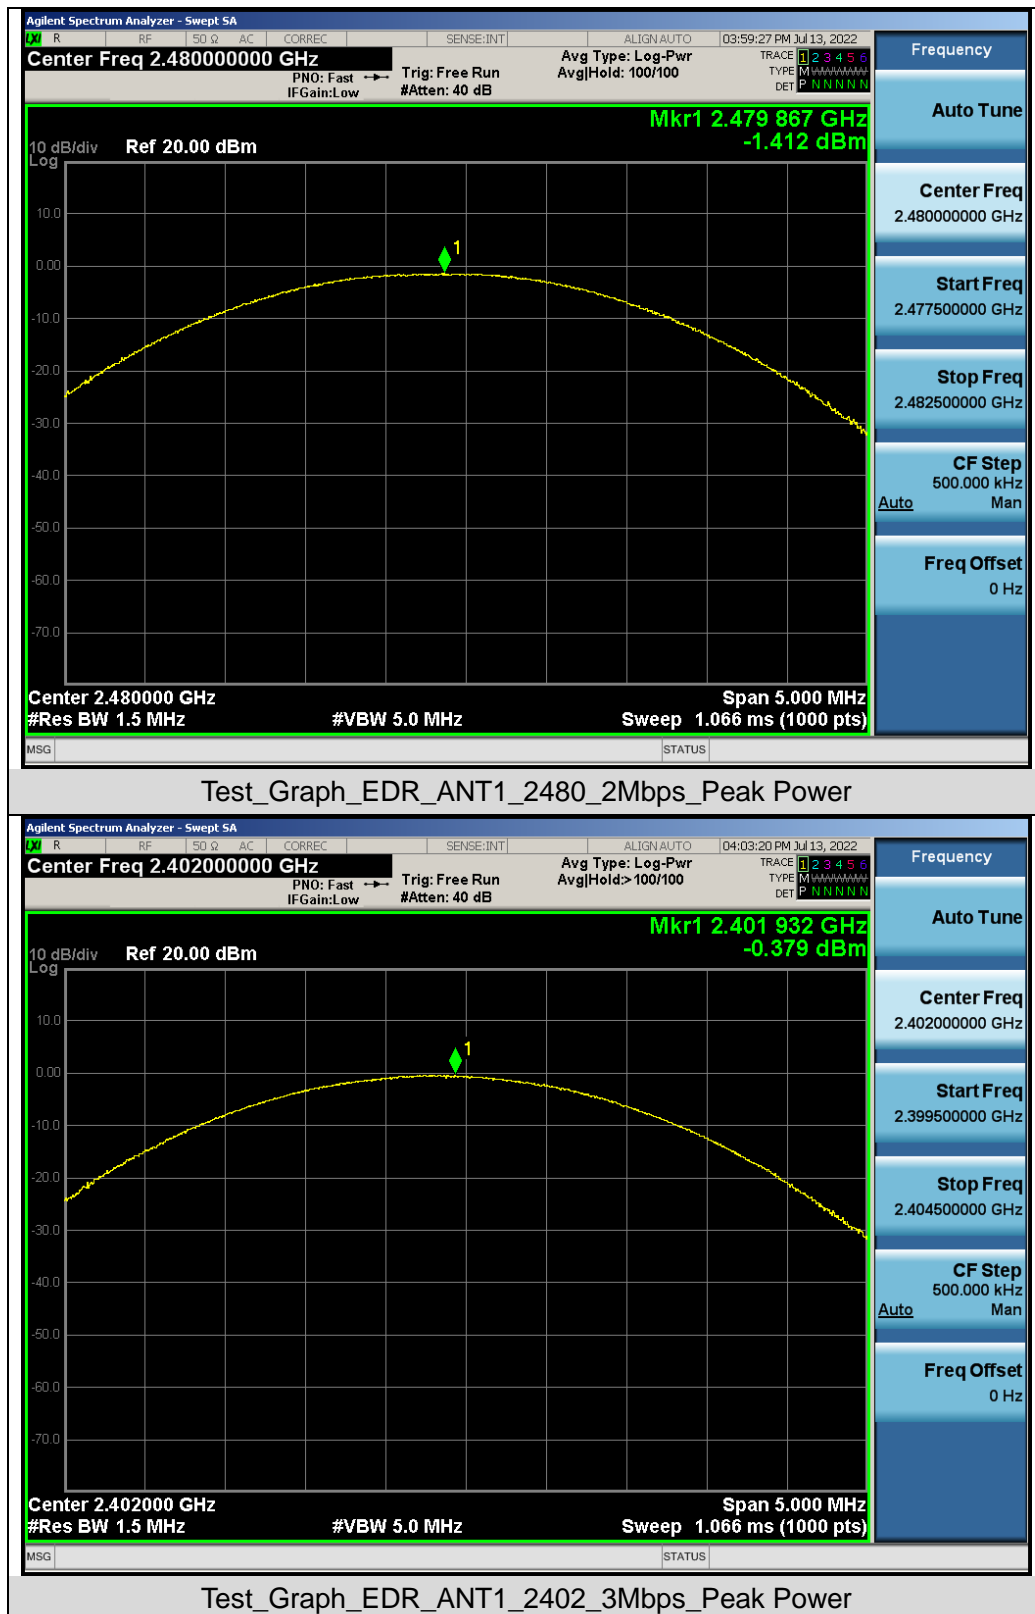 Agilent Spectrum Analyzer - Swept SA
LXI R RF 50 Ω AC CORREC SENSE:INT ALIGN AUTO 03:59:27 PM Jul 13, 2022
Center Freq 2.480000000 GHz
PNO: Fast
IFGain:Low
Trig: Free Run
#Atten: 40 dB
Avg Type: Log-Pwr
Avg|Hold: 100/100
TRACE 1 2 3 4 5 6
TYPE M WWWWW
DET P N N N N N
Mkr1 2.479 867 GHz
-1.412 dBm
10 dB/div Ref 20.00 dBm
Log
10.0
1
0.00
-10.0
-20.0
-30.0
-40.0
-50.0
-60.0
-70.0
Center 2.480000 GHz Span 5.000 MHz
#Res BW 1.5 MHz #VBW 5.0 MHz Sweep 1.066 ms (1000 pts)
MSG STATUS
Frequency
Auto Tune
Center Freq
2.480000000 GHz
Start Freq
2.477500000 GHz
Stop Freq
2.482500000 GHz
CF Step
500.000 kHz
Auto Man
Freq Offset
0 Hz
Test_Graph_EDR_ANT1_2480_2Mbps_Peak Power
Agilent Spectrum Analyzer - Swept SA
LXI R RF 50 Ω AC CORREC SENSE:INT ALIGN AUTO 04:03:20 PM Jul 13, 2022
Center Freq 2.402000000 GHz
PNO: Fast
IFGain:Low
Trig: Free Run
#Atten: 40 dB
Avg Type: Log-Pwr
Avg|Hold:>100/100
TRACE 1 2 3 4 5 6
TYPE M WWWWW
DET P N N N N N
Mkr1 2.401 932 GHz
-0.379 dBm
10 dB/div Ref 20.00 dBm
Log
10.0
1
0.00
-10.0
-20.0
-30.0
-40.0
-50.0
-60.0
-70.0
Center 2.402000 GHz Span 5.000 MHz
#Res BW 1.5 MHz #VBW 5.0 MHz Sweep 1.066 ms (1000 pts)
MSG STATUS
Frequency
Auto Tune
Center Freq
2.402000000 GHz
Start Freq
2.399500000 GHz
Stop Freq
2.404500000 GHz
CF Step
500.000 kHz
Auto Man
Freq Offset
0 Hz
Test_Graph_EDR_ANT1_2402_3Mbps_Peak Power